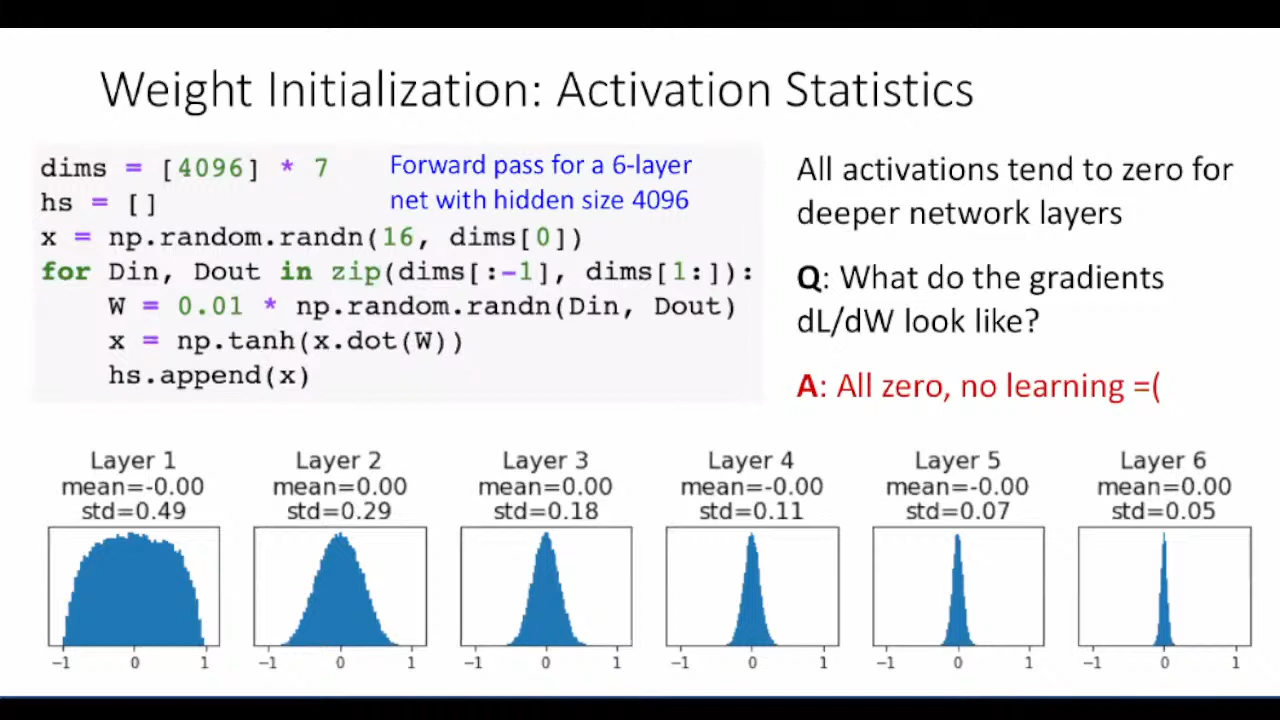 Weight Initialization: Activation Statistics
dims = [4096] * 7
hs = []
x = np.random.randn(16, dims[0])
for Din, Dout in zip(dims[:-1], dims[1:]):
    W = 0.01 * np.random.randn(Din, Dout)
    x = np.tanh(x.dot(W))
    hs.append(x)
Forward pass for a 6-layer
net with hidden size 4096
All activations tend to zero for
deeper network layers
Q: What do the gradients
dL/dW look like?
A: All zero, no learning =(
Layer 1
mean=-0.00
std=0.49
−1 0 1
Layer 2
mean=0.00
std=0.29
−1 0 1
Layer 3
mean=0.00
std=0.18
−1 0 1
Layer 4
mean=-0.00
std=0.11
−1 0 1
Layer 5
mean=-0.00
std=0.07
−1 0 1
Layer 6
mean=0.00
std=0.05
−1 0 1